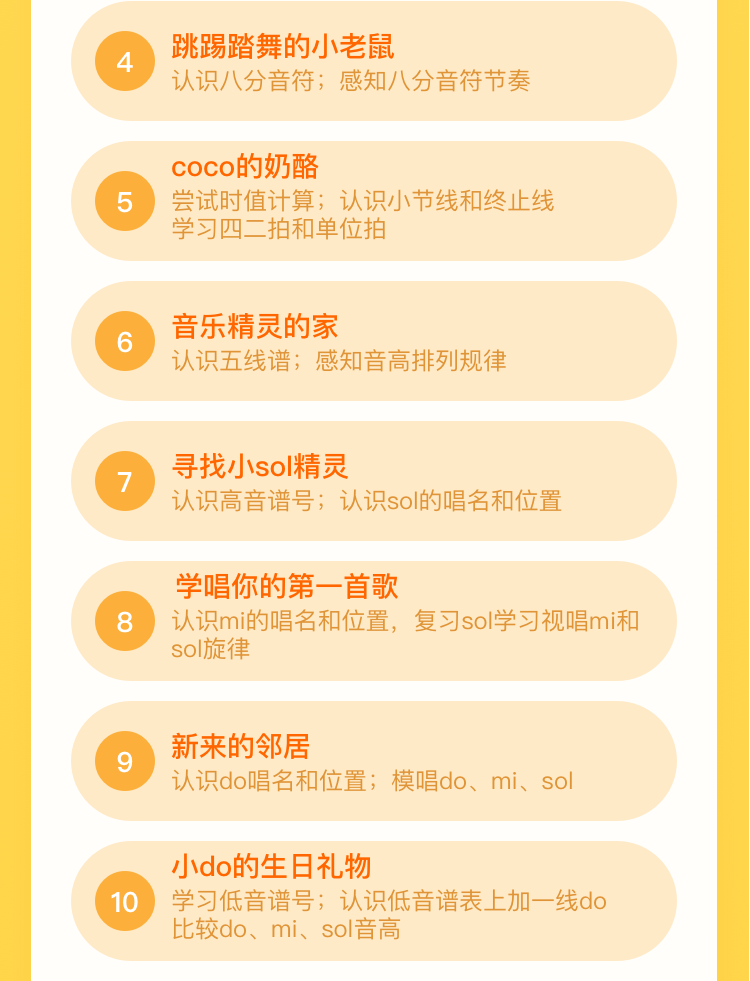 4
跳踢踏舞的小老鼠
认识八分音符；感知八分音符节奏
5
coco的奶酪
尝试时值计算；认识小节线和终止线
学习四二拍和单位拍
6
音乐精灵的家
认识五线谱；感知音高排列规律
7
寻找小sol精灵
认识高音谱号；认识sol的唱名和位置
8
学唱你的第一首歌
认识mi的唱名和位置，复习sol学习视唱mi和
sol旋律
9
新来的邻居
认识do唱名和位置；模唱do、mi、sol
10
小do的生日礼物
学习低音谱号；认识低音谱表上加一线do
比较do、mi、sol音高